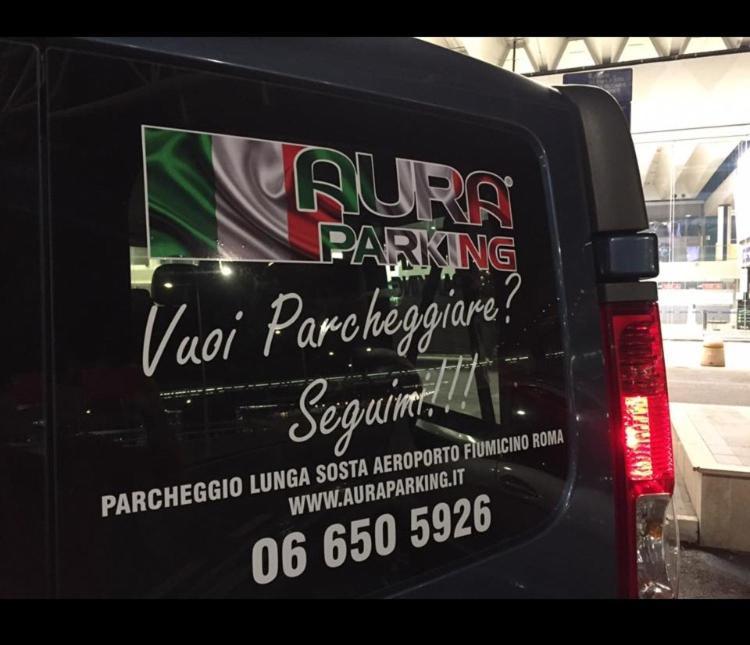 AURA®
PARKING
Vuoi Parcheggiare?
Seguimi!!!
PARCHEGGIO LUNGA SOSTA AEROPORTO FIUMICINO ROMA
WWW.AURAPARKING.IT
06 650 5926